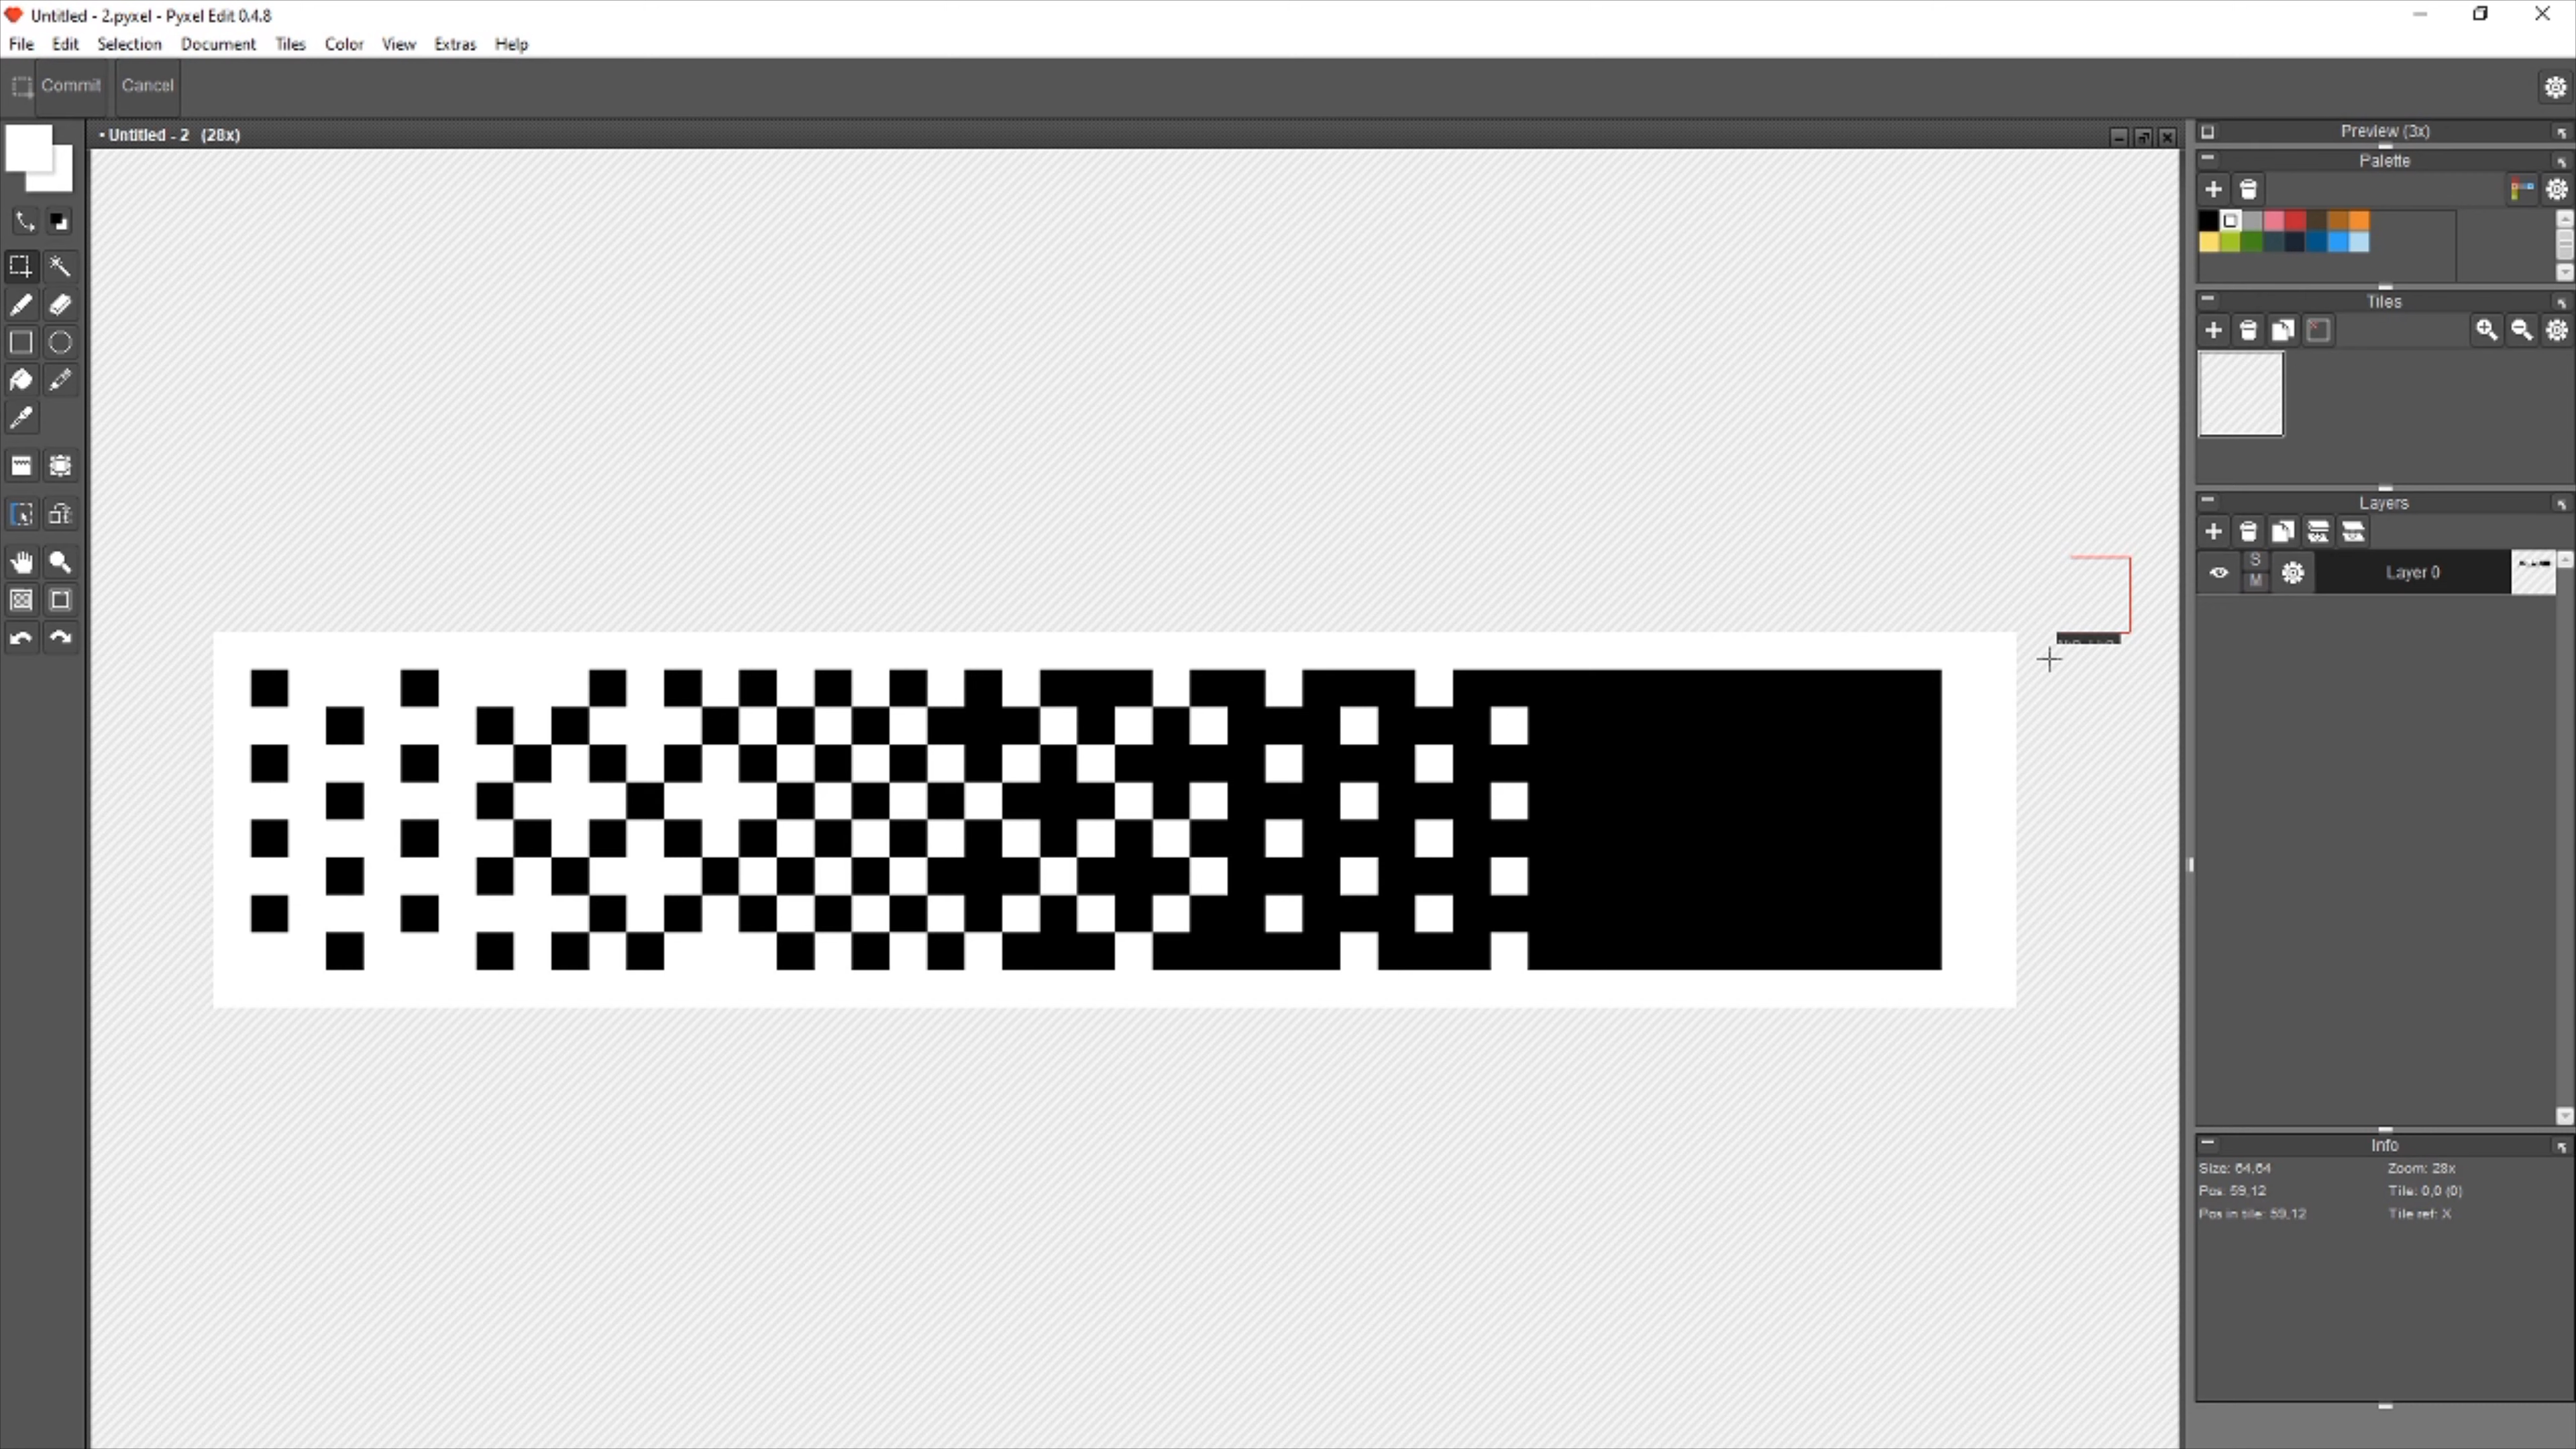 Untitled - 2.pyxel - Pyxel Edit 0.4.8
File Edit Selection Document Tiles Color View Extras Help
Commit Cancel
• Untitled - 2 (28x)
Preview (3x)
Palette
Tiles
Layers
S
M
Layer 0
Info
Size: 64,64 Zoom: 28x
Pos: 59,12 Tile: 0,0 (0)
Pos in tile: 59,12 Tile ref: X